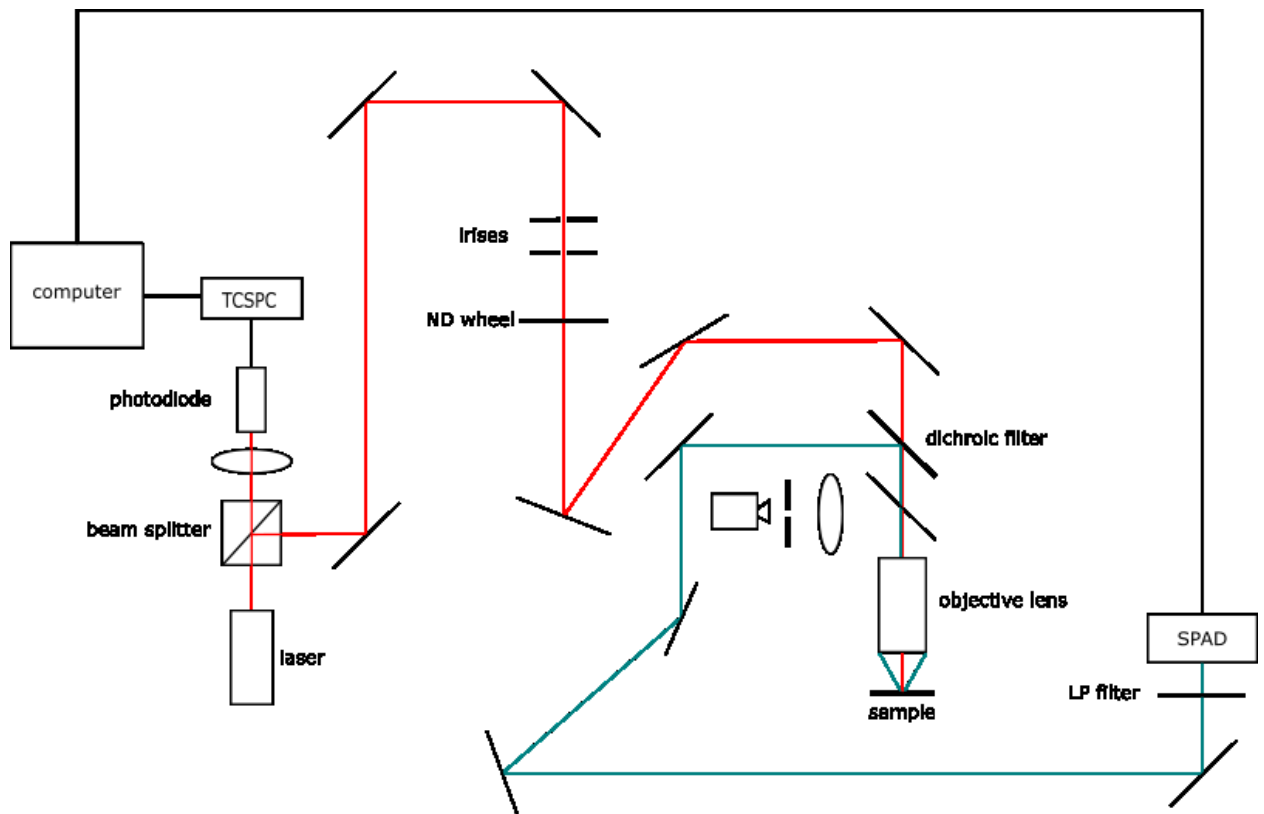 irises
computer
TCSPC
ND wheel
photodiode
dichroic filter
beam splitter
objective lens
SPAD
laser
LP filter
sample